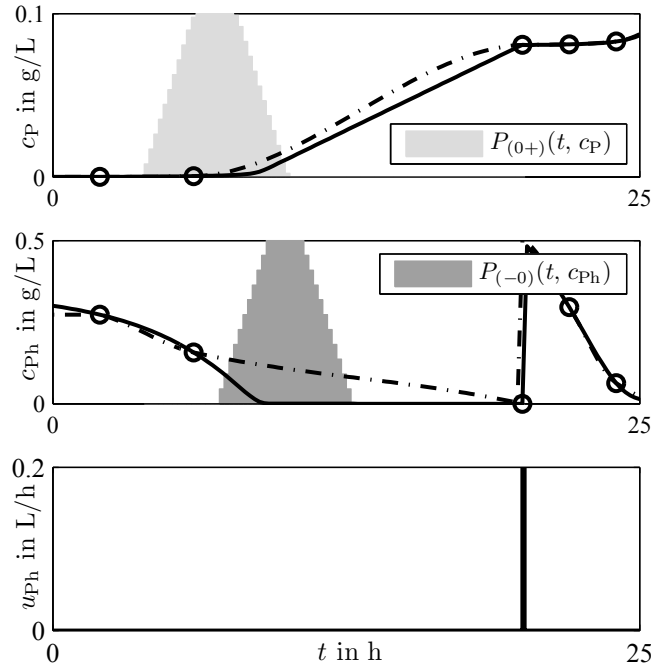 0.1
c_P in g/L
P_(0+)(t, c_P)
0
0 25
0.5
c_Ph in g/L
P_(−0)(t, c_Ph)
0
0 25
0.2
u_Ph in L/h
0
0 t in h 25